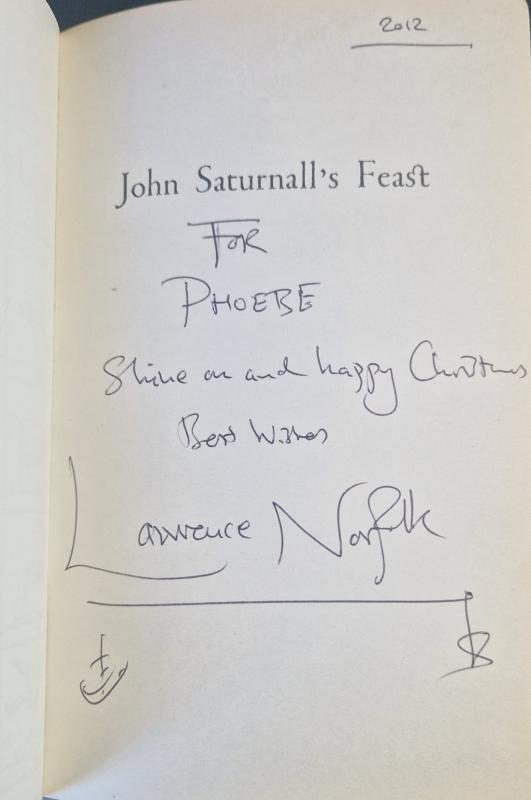 2012
John Saturnall's Feast
FOR
PHOEBE
Shine on and happy Christmas
Best Wishes
Lawrence Norfolk